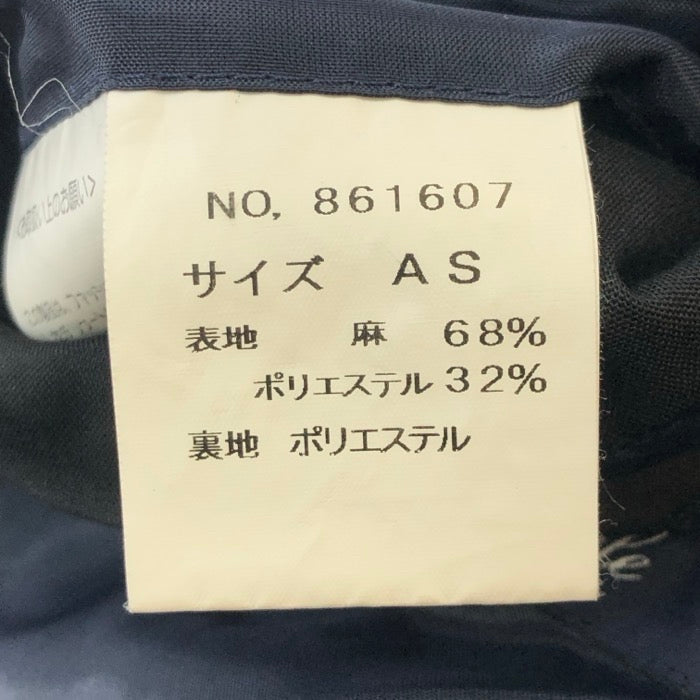 NO, 861607
サイズ AS
表地 麻 68%
ポリエステル 32%
裏地 ポリエステル